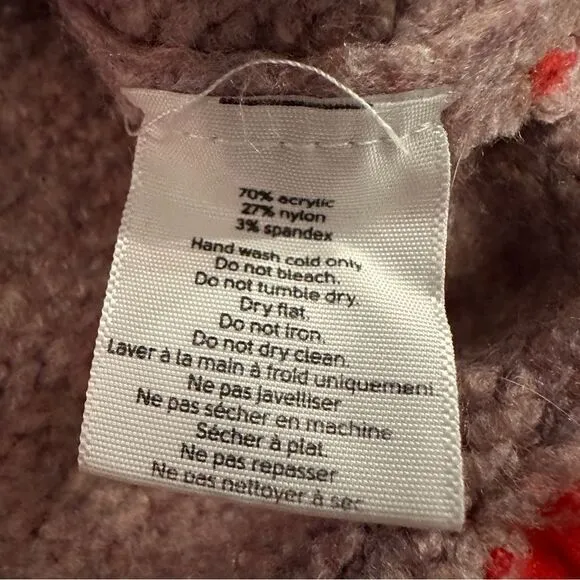 70% acrylic
27% nylon
3% spandex
Hand wash cold only
Do not bleach.
Do not tumble dry.
Dry flat.
Do not iron.
Do not dry clean.
Laver à la main à froid uniquement.
Ne pas javelliser
Ne pas sécher en machine
Sécher à plat.
Ne pas repasser
Ne pas nettoyer à sec